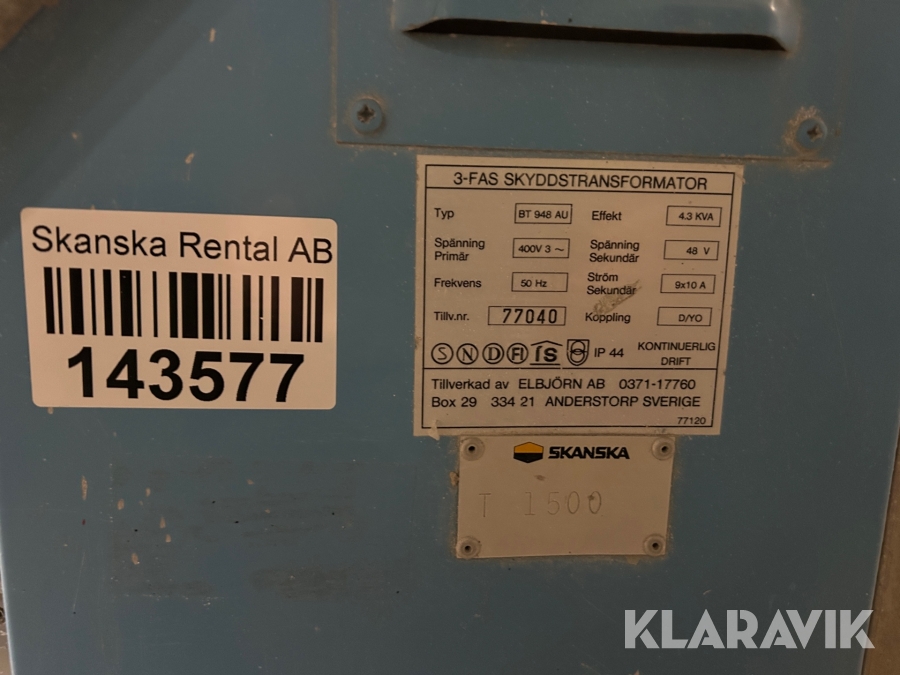 Skanska Rental AB
143577
3-FAS SKYDDSTRANSFORMATOR
Typ BT 948 AU Effekt 4.3 KVA
Spänning Primär 400V 3 ~ Spänning Sekundär 48 V
Frekvens 50 Hz Ström Sekundär 9x10 A
Tillv.nr. 77040 Koppling D/YO
S N D FI IS IP 44 KONTINUERLIG DRIFT
Tillverkad av ELBJÖRN AB 0371-17760
Box 29 334 21 ANDERSTORP SVERIGE
77120
SKANSKA
T 1500
KLARAVIK